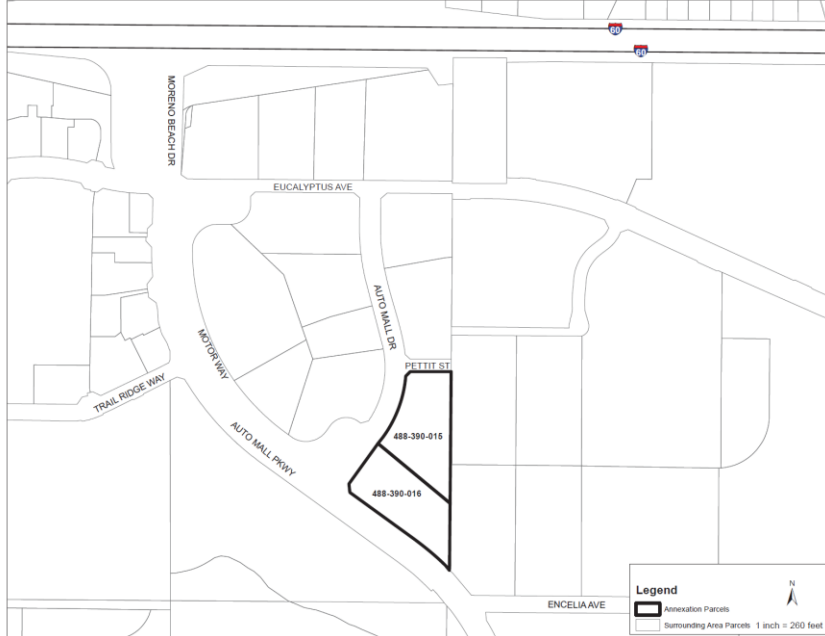 60
60
MORENO BEACH DR
EUCALYPTUS AVE
AUTO MALL DR
MOTOR WAY
PETTIT ST
TRAIL RIDGE WAY
AUTO MALL PKWY
488-390-015
488-390-016
ENCELIA AVE
Legend
N
Annexation Parcels
Surrounding Area Parcels 1 inch = 260 feet